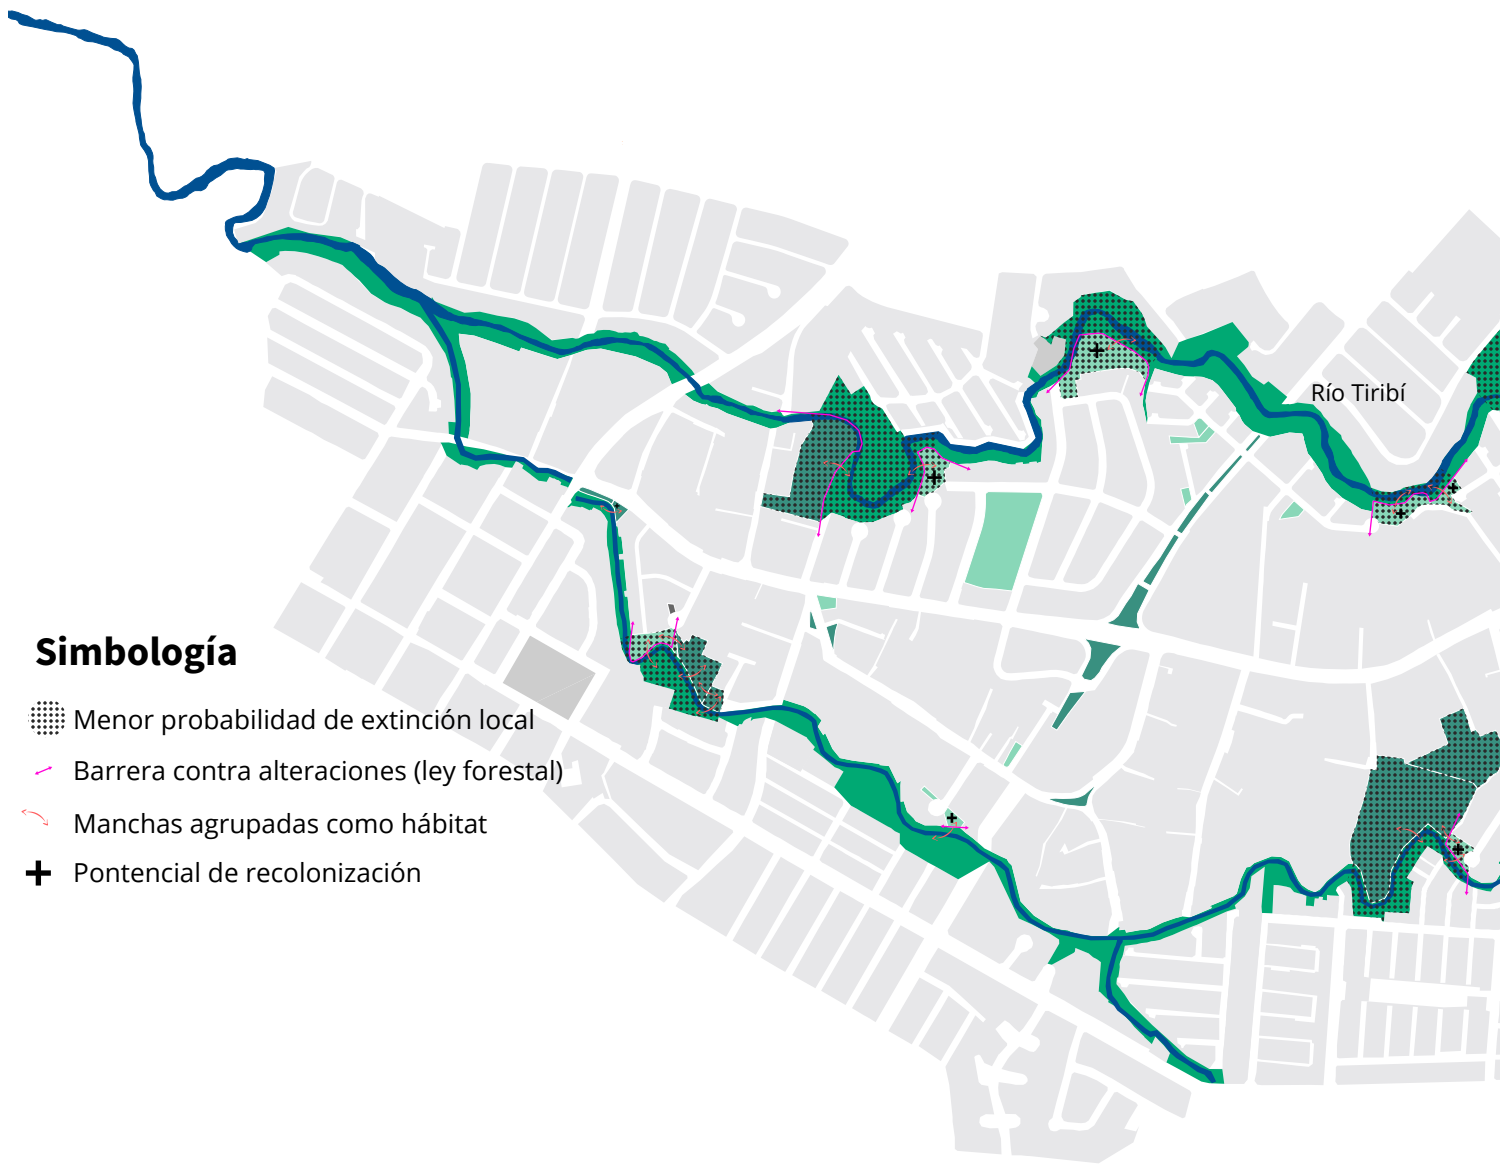 Río Tiribí
Simbología
Menor probabilidad de extinción local
Barrera contra alteraciones (ley forestal)
Manchas agrupadas como hábitat
Pontencial de recolonización